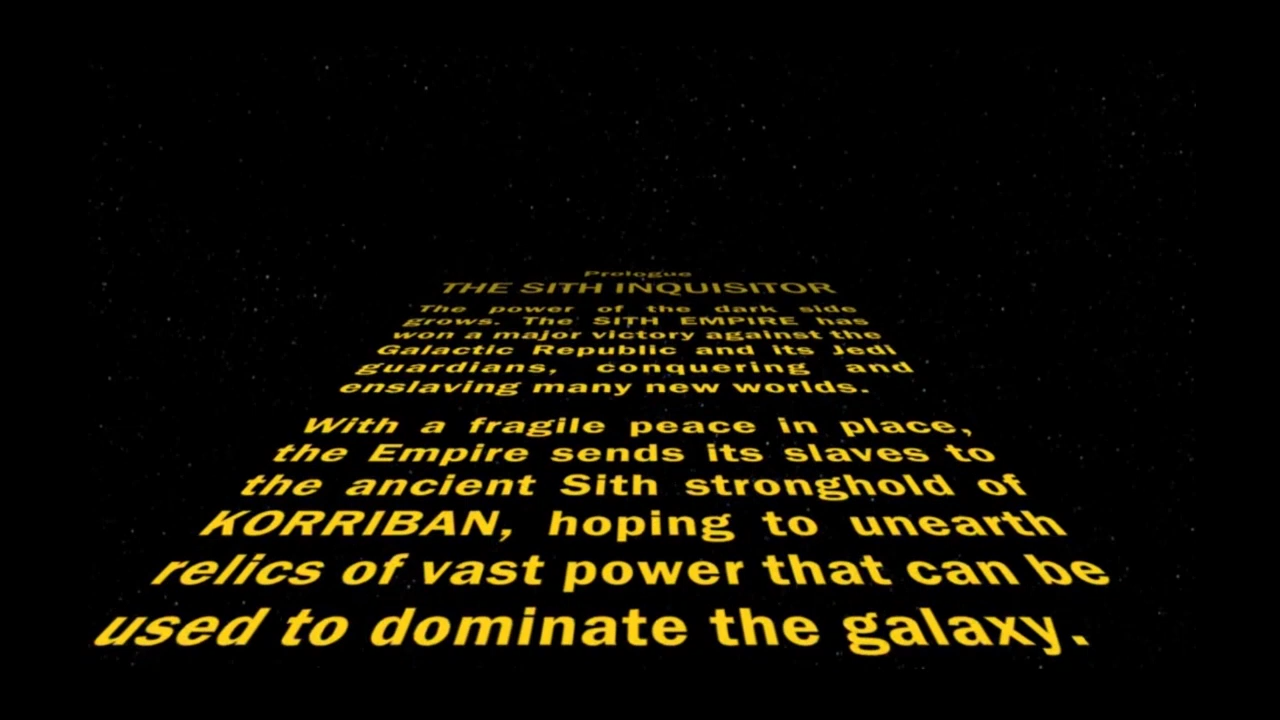 Prologue
THE SITH INQUISITOR
The power of the dark side
grows. The SITH EMPIRE has
won a major victory against the
Galactic Republic and its Jedi
guardians, conquering and
enslaving many new worlds.
With a fragile peace in place,
the Empire sends its slaves to
the ancient Sith stronghold of
KORRIBAN, hoping to unearth
relics of vast power that can be
used to dominate the galaxy.